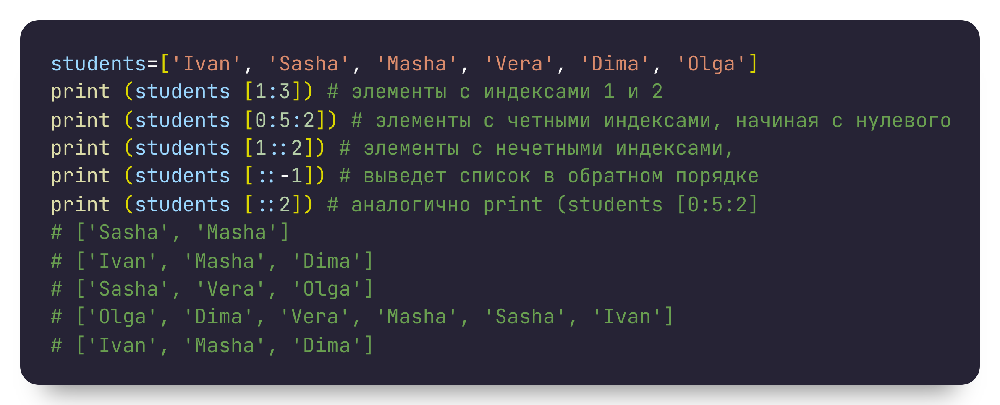 students=['Ivan', 'Sasha', 'Masha', 'Vera', 'Dima', 'Olga']
print (students [1:3]) # элементы с индексами 1 и 2
print (students [0:5:2]) # элементы с четными индексами, начиная с нулевого
print (students [1::2]) # элементы с нечетными индексами,
print (students [::-1]) # выведет список в обратном порядке
print (students [::2]) # аналогично print (students [0:5:2]
# ['Sasha', 'Masha']
# ['Ivan', 'Masha', 'Dima']
# ['Sasha', 'Vera', 'Olga']
# ['Olga', 'Dima', 'Vera', 'Masha', 'Sasha', 'Ivan']
# ['Ivan', 'Masha', 'Dima']